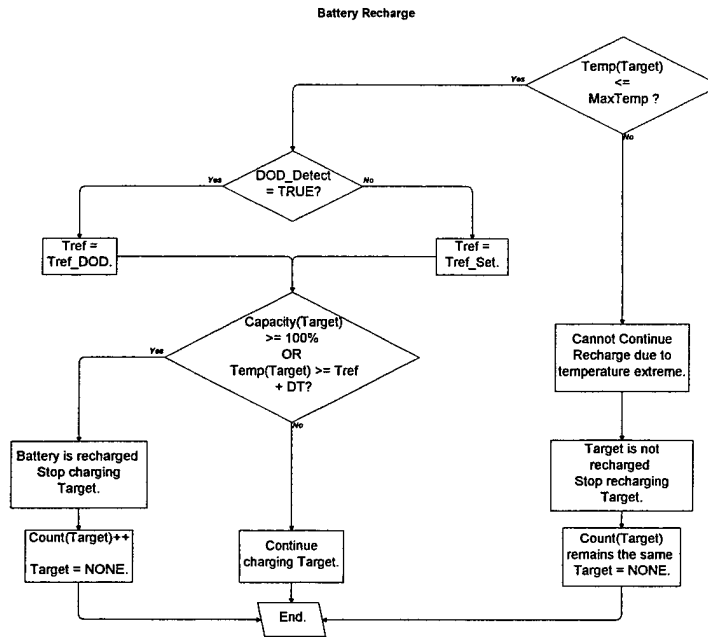 Battery Recharge
Temp(Target)
<=
MaxTemp ?
Yes
No
DOD_Detect
= TRUE?
Yes
No
Tref =
Tref_DOD.
Tref =
Tref_Set.
Capacity(Target)
>= 100%
OR
Temp(Target) >= Tref
+ DT?
Yes
No
Cannot Continue
Recharge due to
temperature extreme.
Battery is recharged
Stop charging
Target.
Target is not
recharged
Stop recharging
Target.
Count(Target)++
Target = NONE.
Continue
charging Target.
Count(Target)
remains the same
Target = NONE.
End.